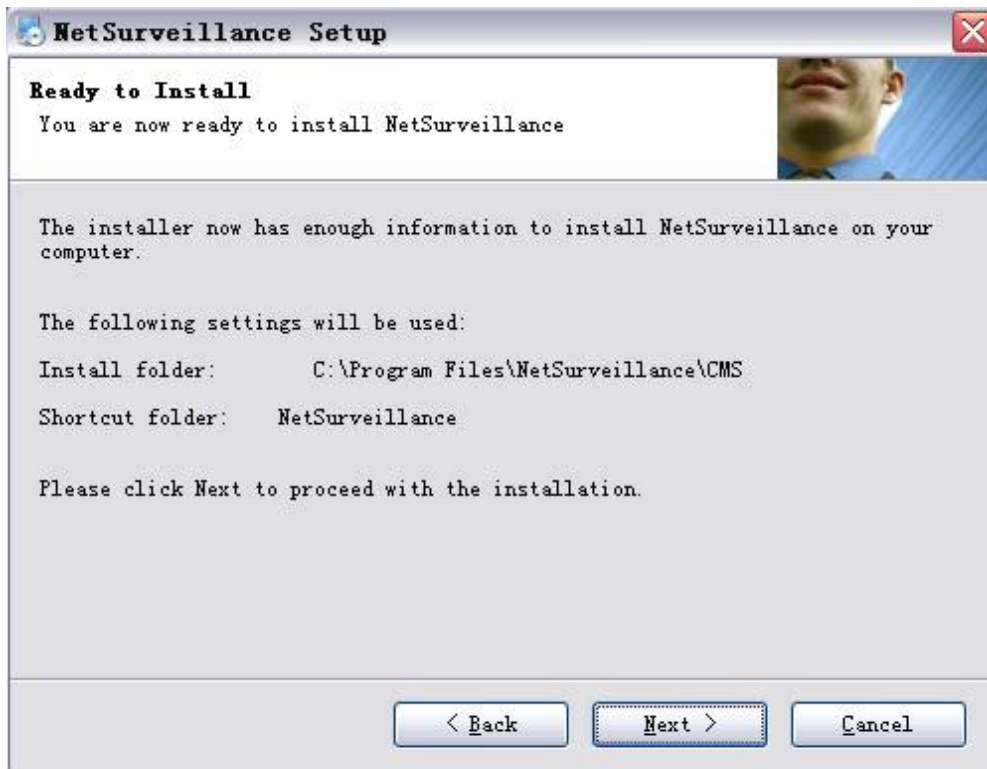 NetSurveillance Setup
Ready to Install
You are now ready to install NetSurveillance
The installer now has enough information to install NetSurveillance on your
computer.
The following settings will be used:
Install folder: C:\Program Files\NetSurveillance\CMS
Shortcut folder: NetSurveillance
Please click Next to proceed with the installation.
< Back Next > Cancel